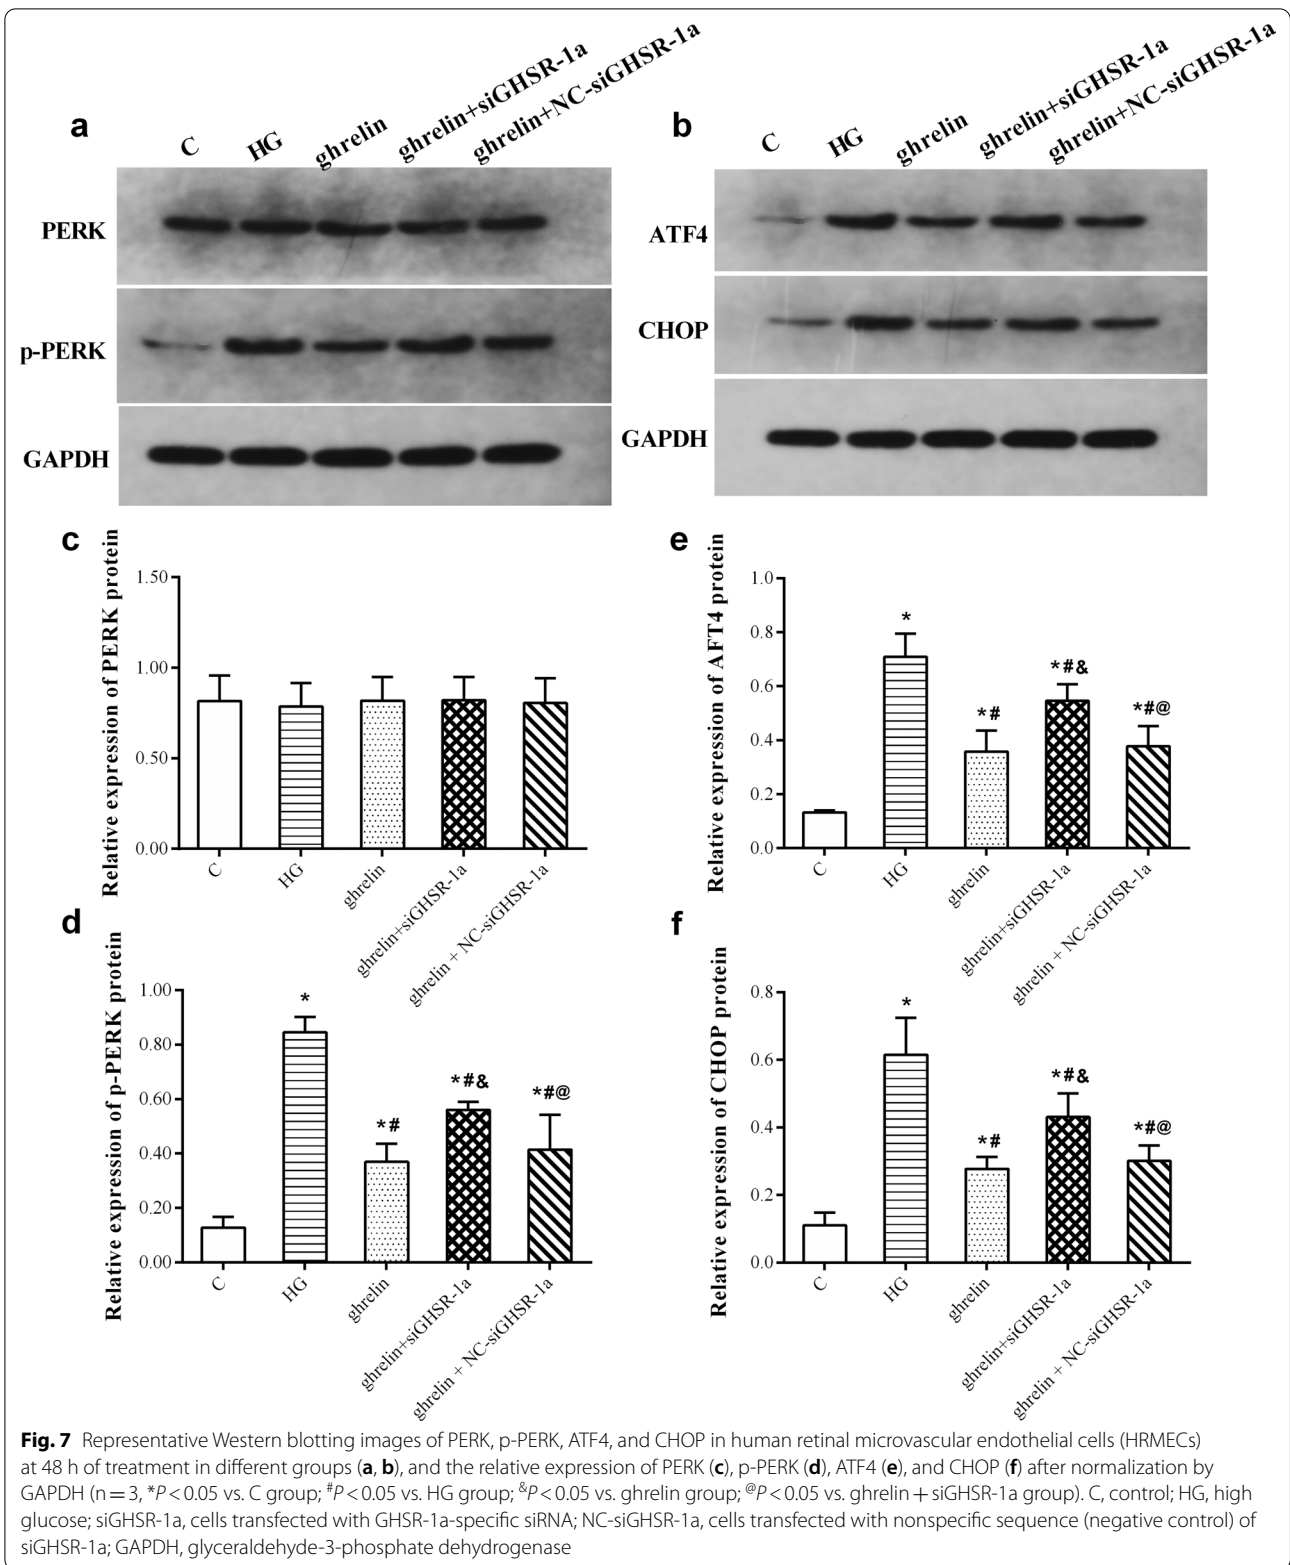 a
C
HG
ghrelin
ghrelin+siGHSR-1a
ghrelin+NC-siGHSR-1a
PERK
p-PERK
GAPDH
b
C
HG
ghrelin
ghrelin+siGHSR-1a
ghrelin+NC-siGHSR-1a
ATF4
CHOP
GAPDH
c
Relative expression of PERK protein
1.50
1.00
0.50
0.00
C
HG
ghrelin
ghrelin+siGHSR-1a
ghrelin + NC-siGHSR-1a
e
Relative expression of AFT4 protein
1.0
0.8
0.6
0.4
0.2
0.0
*
*#
*#&
*#@
C
HG
ghrelin
ghrelin+siGHSR-1a
ghrelin + NC-siGHSR-1a
d
Relative expression of p-PERK protein
1.00
0.80
0.60
0.40
0.20
0.00
*
*#
*#&
*#@
C
HG
ghrelin
ghrelin+siGHSR-1a
ghrelin + NC-siGHSR-1a
f
Relative expression of CHOP protein
0.8
0.6
0.4
0.2
0.0
*
*#
*#&
*#@
C
HG
ghrelin
ghrelin+siGHSR-1a
ghrelin + NC-siGHSR-1a
Fig. 7 Representative Western blotting images of PERK, p-PERK, ATF4, and CHOP in human retinal microvascular endothelial cells (HRMECs)
at 48 h of treatment in different groups (a, b), and the relative expression of PERK (c), p-PERK (d), ATF4 (e), and CHOP (f) after normalization by
GAPDH (n = 3, *P < 0.05 vs. C group; #P < 0.05 vs. HG group; &P < 0.05 vs. ghrelin group; @P < 0.05 vs. ghrelin + siGHSR-1a group). C, control; HG, high
glucose; siGHSR-1a, cells transfected with GHSR-1a-specific siRNA; NC-siGHSR-1a, cells transfected with nonspecific sequence (negative control) of
siGHSR-1a; GAPDH, glyceraldehyde-3-phosphate dehydrogenase